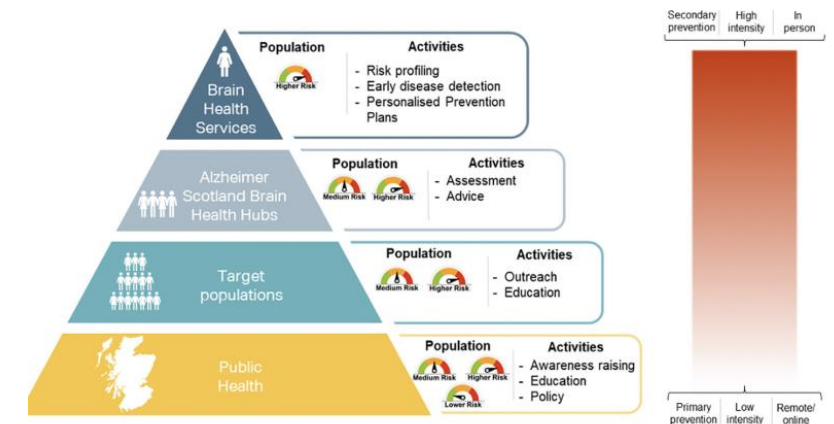 Secondary prevention
High intensity
In person
Brain
Health
Services
Population
Higher Risk
Activities
- Risk profiling
- Early disease detection
- Personalised Prevention
Plans
Alzheimer
Scotland Brain
Health Hubs
Population
Medium Risk
Higher Risk
Activities
- Assessment
- Advice
Target
populations
Population
Medium Risk
Higher Risk
Activities
- Outreach
- Education
Public
Health
Population
Medium Risk
Higher Risk
Lower Risk
Activities
- Awareness raising
- Education
- Policy
Primary prevention
Low intensity
Remote/ online